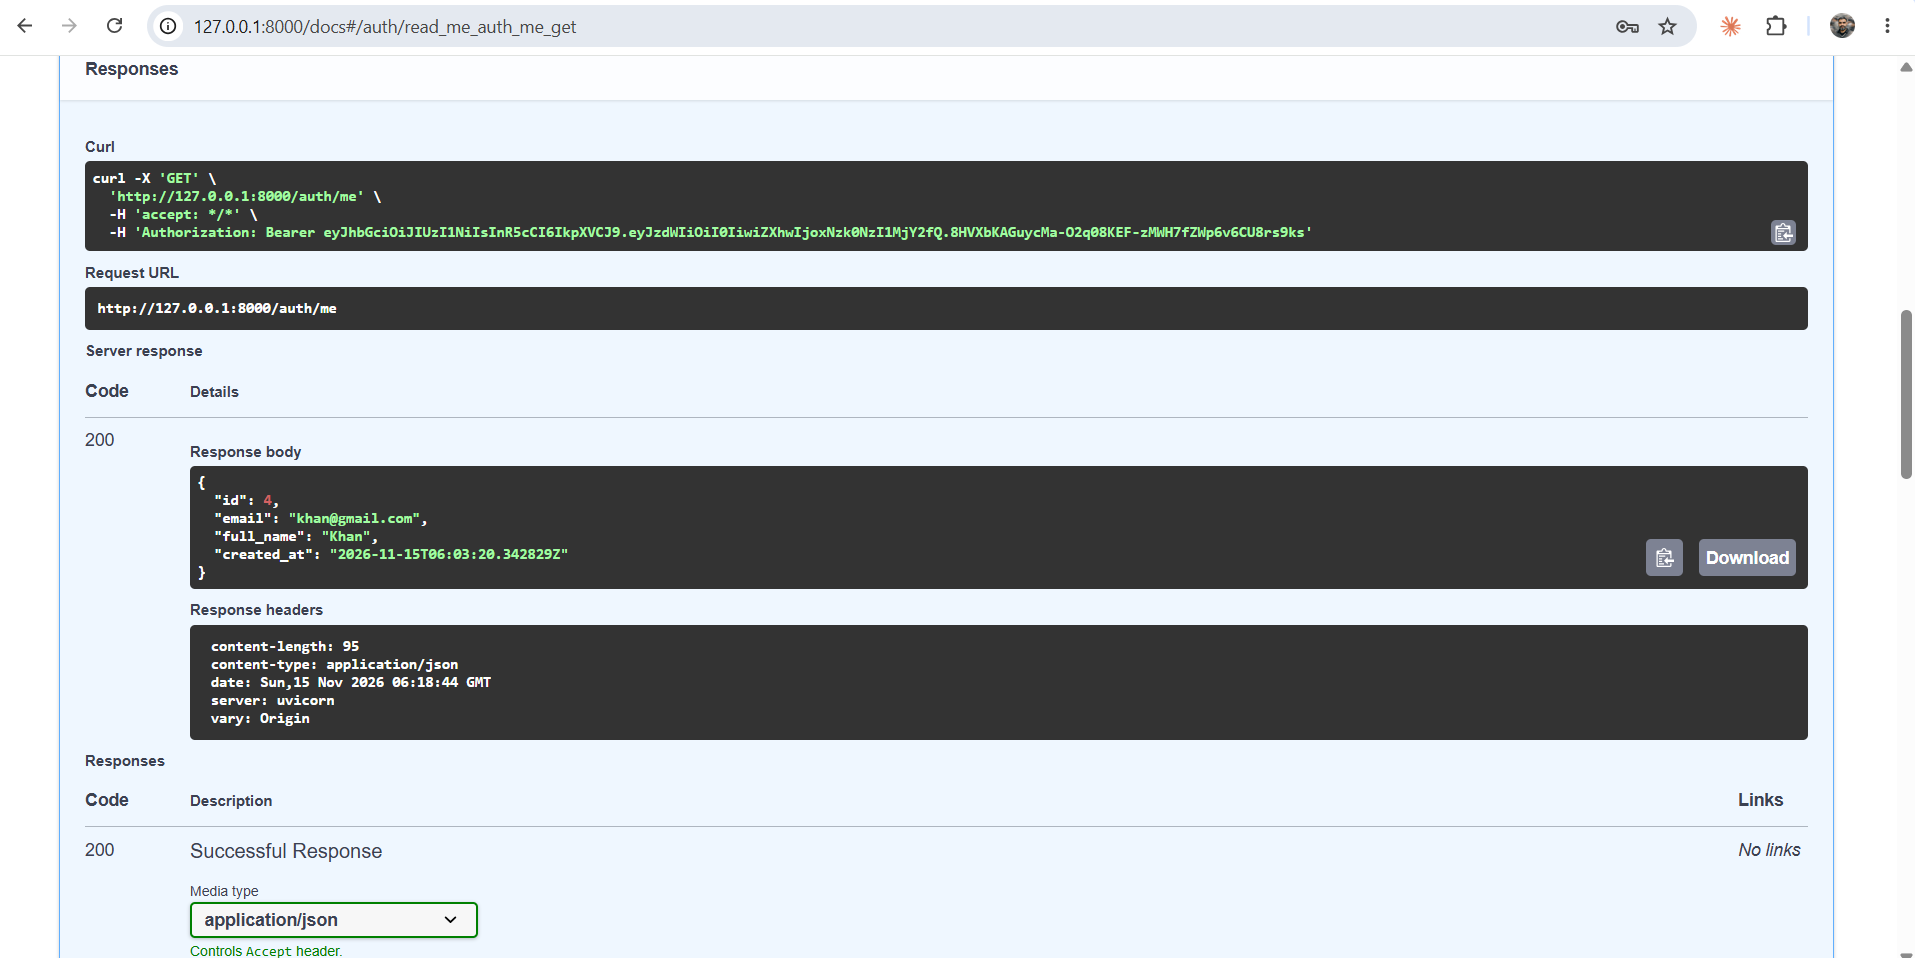 127.0.0.1:8000/docs#/auth/read_me_auth_me_get
Responses
Curl
curl -X 'GET' \
'http://127.0.0.1:8000/auth/me' \
-H 'accept: */*' \
-H 'Authorization: Bearer eyJhbGciOiJIUzI1NiIsInR5cCI6IkpXVCJ9.eyJzdWIiOiI0IiwiZXhwIjoxNzk0NzI1MjY2fQ.8HVXbKAGuycMa-O2q08KEF-zMWH7fZWp6v6CU8rs9ks'
Request URL
http://127.0.0.1:8000/auth/me
Server response
Code Details
200
Response body
{
"id": 4,
"email": "khan@gmail.com",
"full_name": "Khan",
"created_at": "2026-11-15T06:03:20.342829Z"
}
Download
Response headers
content-length: 95
content-type: application/json
date: Sun,15 Nov 2026 06:18:44 GMT
server: uvicorn
vary: Origin
Responses
Code Description Links
200 Successful Response No links
Media type
application/json
Controls Accept header.